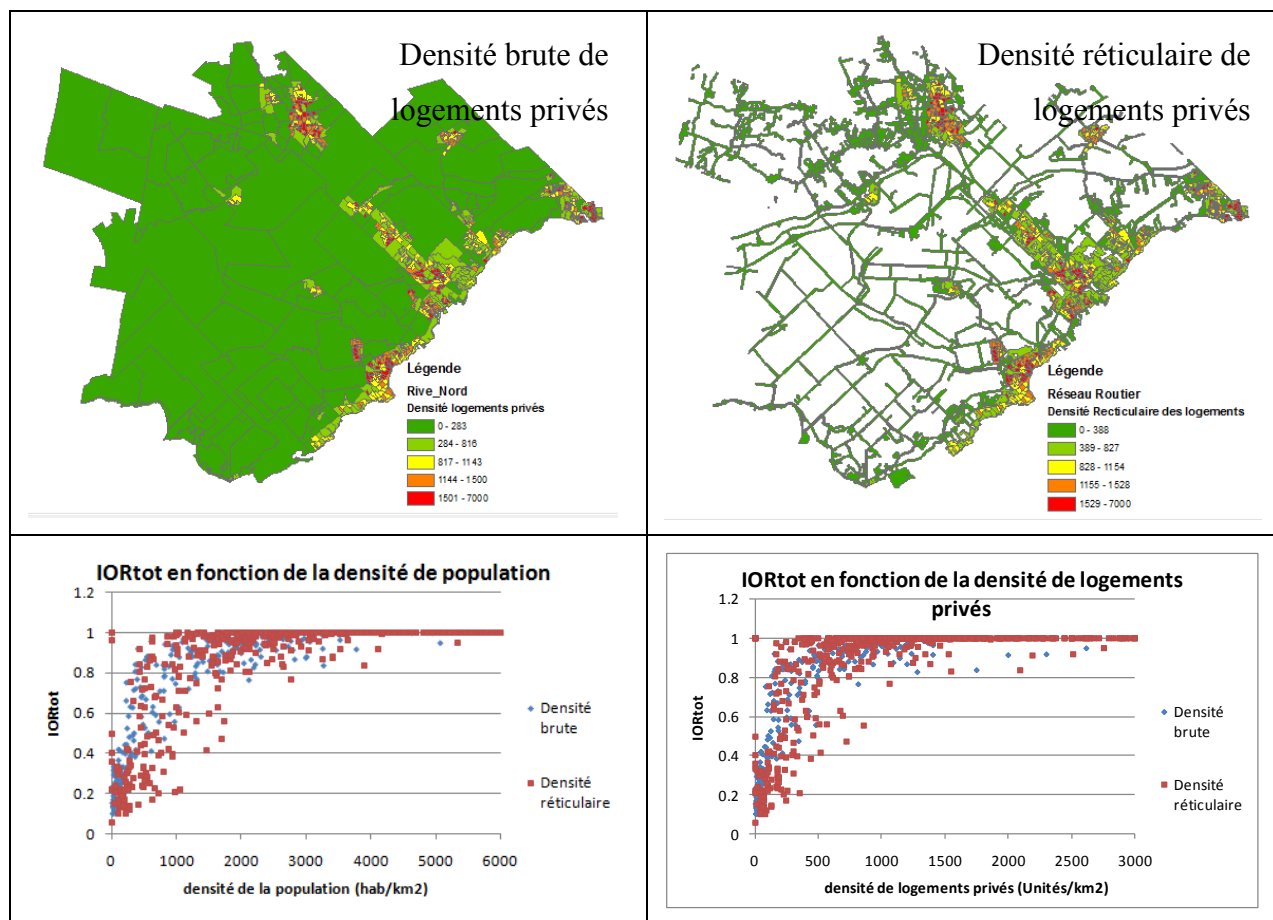 Densité brute de
logements privés
Légende
Rive_Nord
Densité logements privés
0 - 283
284 - 816
817 - 1143
1144 - 1500
1501 - 7000
Densité réticulaire de
logements privés
Légende
Réseau Routier
Densité Recticulaire des logements
0 - 388
389 - 827
828 - 1154
1155 - 1528
1529 - 7000
IORtot en fonction de la densité de population
1.2
1
0.8
0.6
0.4
0.2
0
IORtot
0 1000 2000 3000 4000 5000 6000
densité de la population (hab/km2)
Densité
brute
Densité
réticulaire
IORtot en fonction de la densité de logements
privés
1.2
1
0.8
0.6
0.4
0.2
0
IORtot
0 500 1000 1500 2000 2500 3000
densité de logements privés (Unités/km2)
Densité
brute
Densité
réticulaire